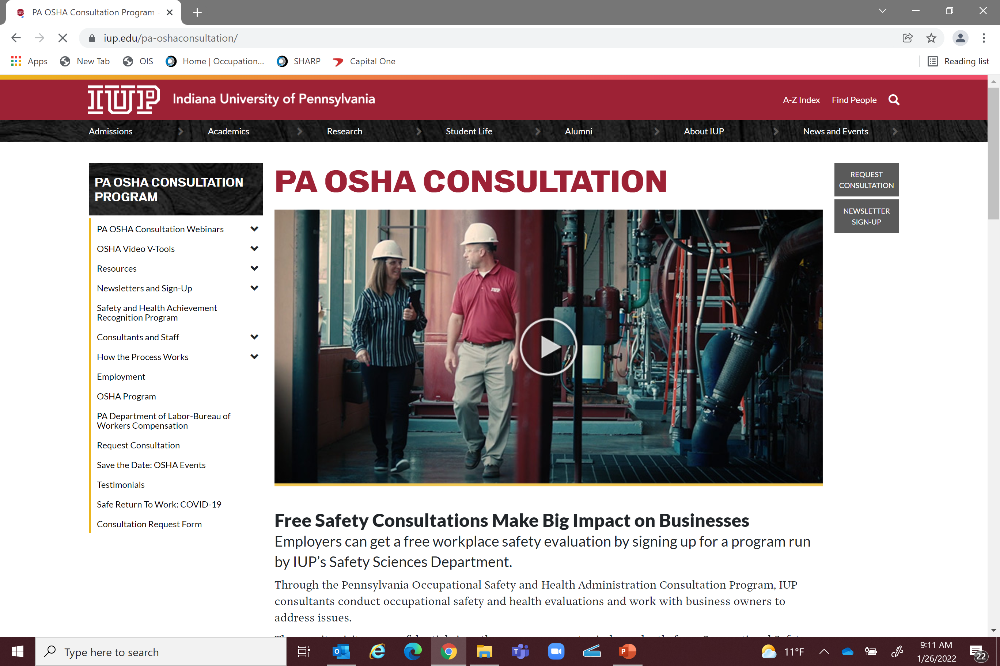 PA OSHA Consultation Program -
iup.edu/pa-oshaconsultation/
Apps New Tab OIS Home | Occupation... SHARP Capital One Reading list
IUP Indiana University of Pennsylvania A-Z Index Find People
Admissions Academics Research Student Life Alumni About IUP News and Events
PA OSHA CONSULTATION
PROGRAM
PA OSHA Consultation Webinars
OSHA Video V-Tools
Resources
Newsletters and Sign-Up
Safety and Health Achievement
Recognition Program
Consultants and Staff
How the Process Works
Employment
OSHA Program
PA Department of Labor-Bureau of
Workers Compensation
Request Consultation
Save the Date: OSHA Events
Testimonials
Safe Return To Work: COVID-19
Consultation Request Form
PA OSHA CONSULTATION
IUP
REQUEST
CONSULTATION
NEWSLETTER
SIGN-UP
Free Safety Consultations Make Big Impact on Businesses
Employers can get a free workplace safety evaluation by signing up for a program run
by IUP’s Safety Sciences Department.
Through the Pennsylvania Occupational Safety and Health Administration Consultation Program, IUP
consultants conduct occupational safety and health evaluations and work with business owners to
address issues.
Type here to search
11°F
9:11 AM
1/26/2022
22